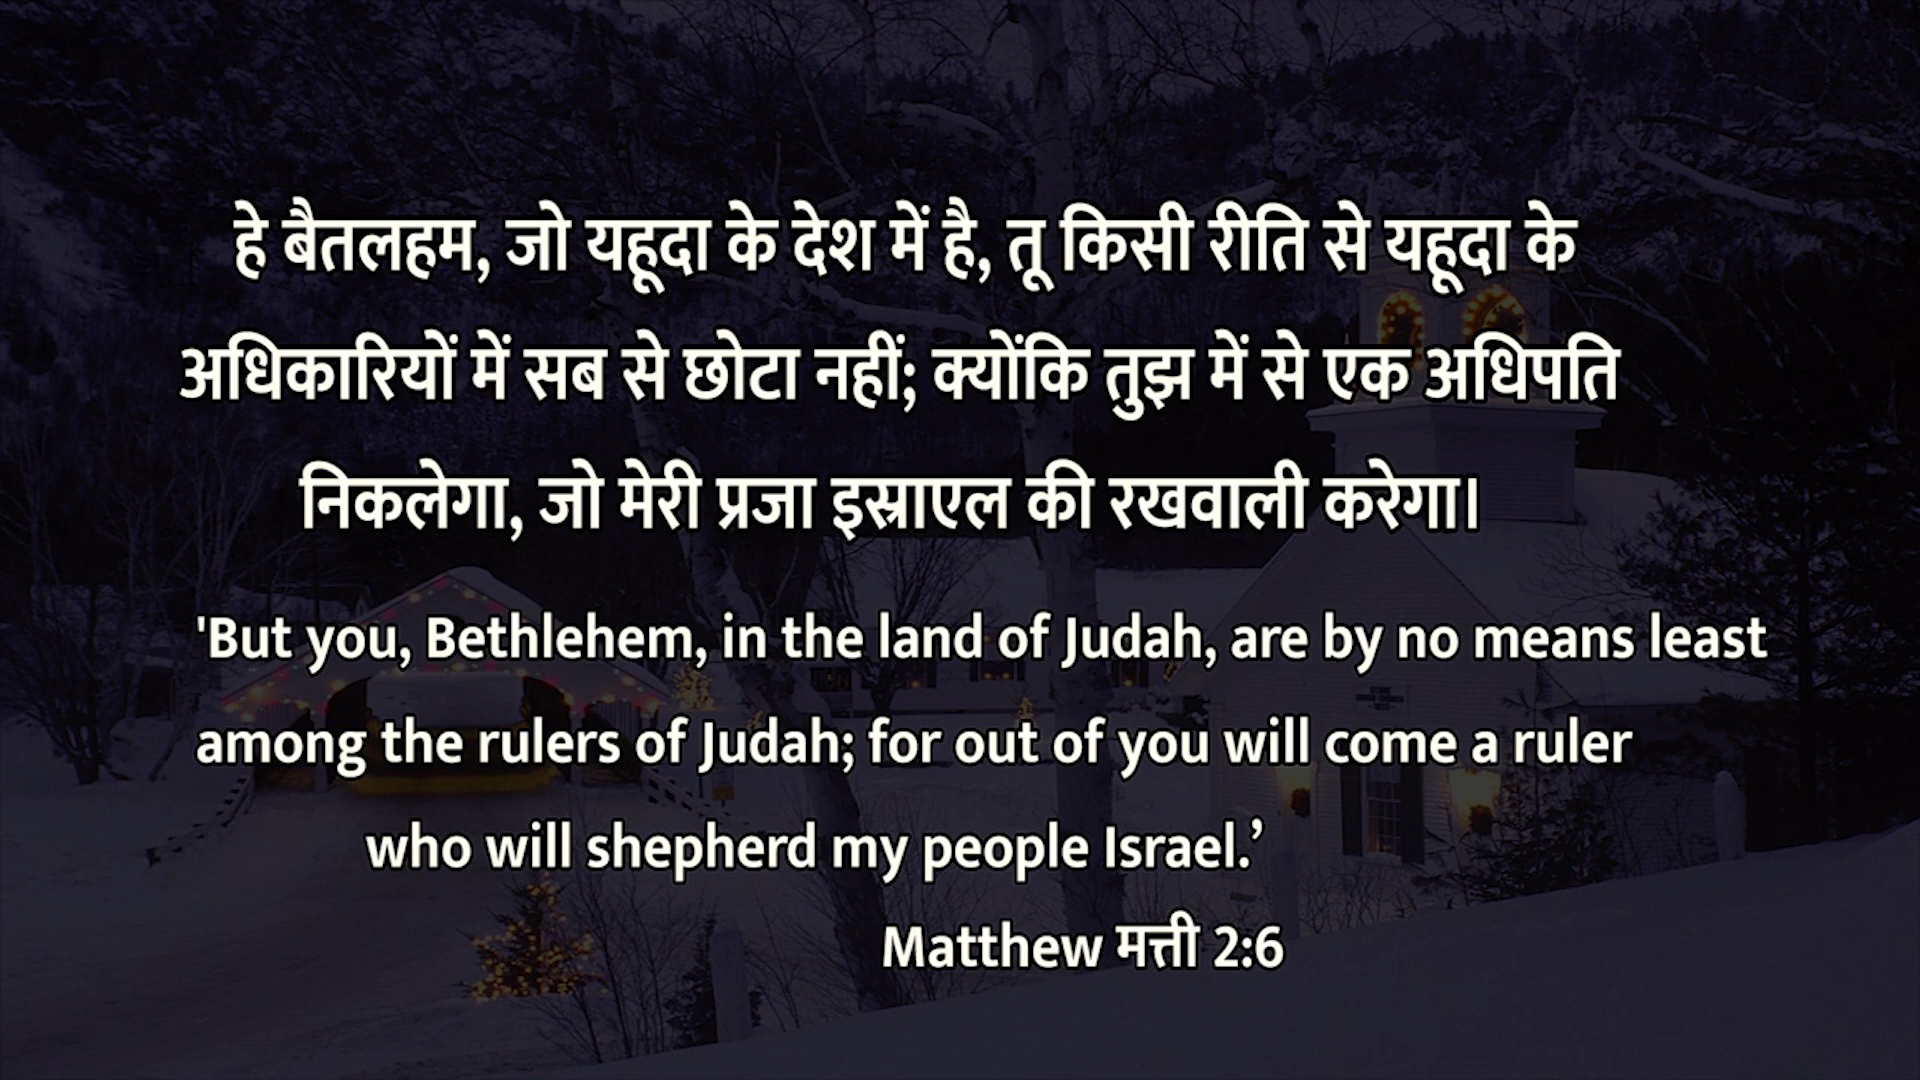 हे बैतलहम, जो यहूदा के देश में है, तू किसी रीति से यहूदा के
अधिकारियों में सब से छोटा नहीं; क्योंकि तुझ में से एक अधिपति
निकलेगा, जो मेरी प्रजा इस्राएल की रखवाली करेगा।
'But you, Bethlehem, in the land of Judah, are by no means least
among the rulers of Judah; for out of you will come a ruler
who will shepherd my people Israel.’
Matthew मत्ती 2:6